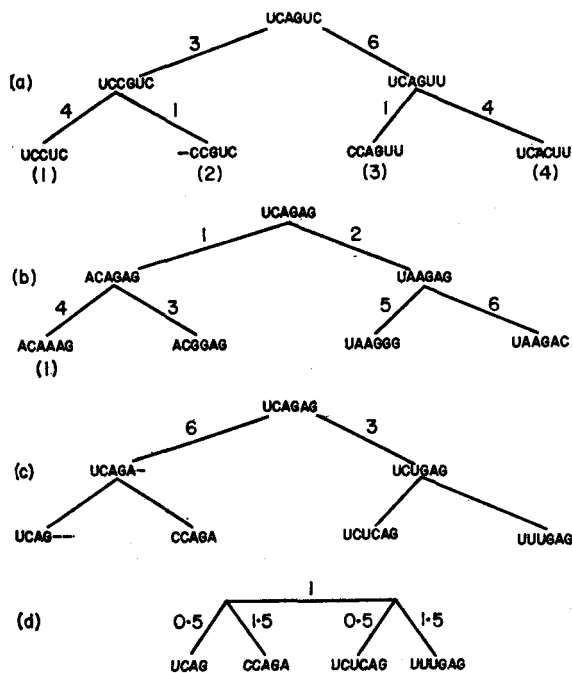 UCAGUC
3 6
(a) UCCGUC UCAGUU
4 1 1 4
UCCUC –CCGUC CCAGUU UCACUU
(1) (2) (3) (4)
UCAGAG
1 2
(b) ACAGAG UAAGAG
4 3 5 6
ACAAAG ACGGAG UAAGGG UAAGAC
(1)
UCAGAG
6 3
(c) UCAGA– UCUGAG
UCAG–– CCAGA UCUCAG UUUGAG
1
(d) 0·5 1·5 0·5 1·5
UCAG CCAGA UCUCAG UUUGAG